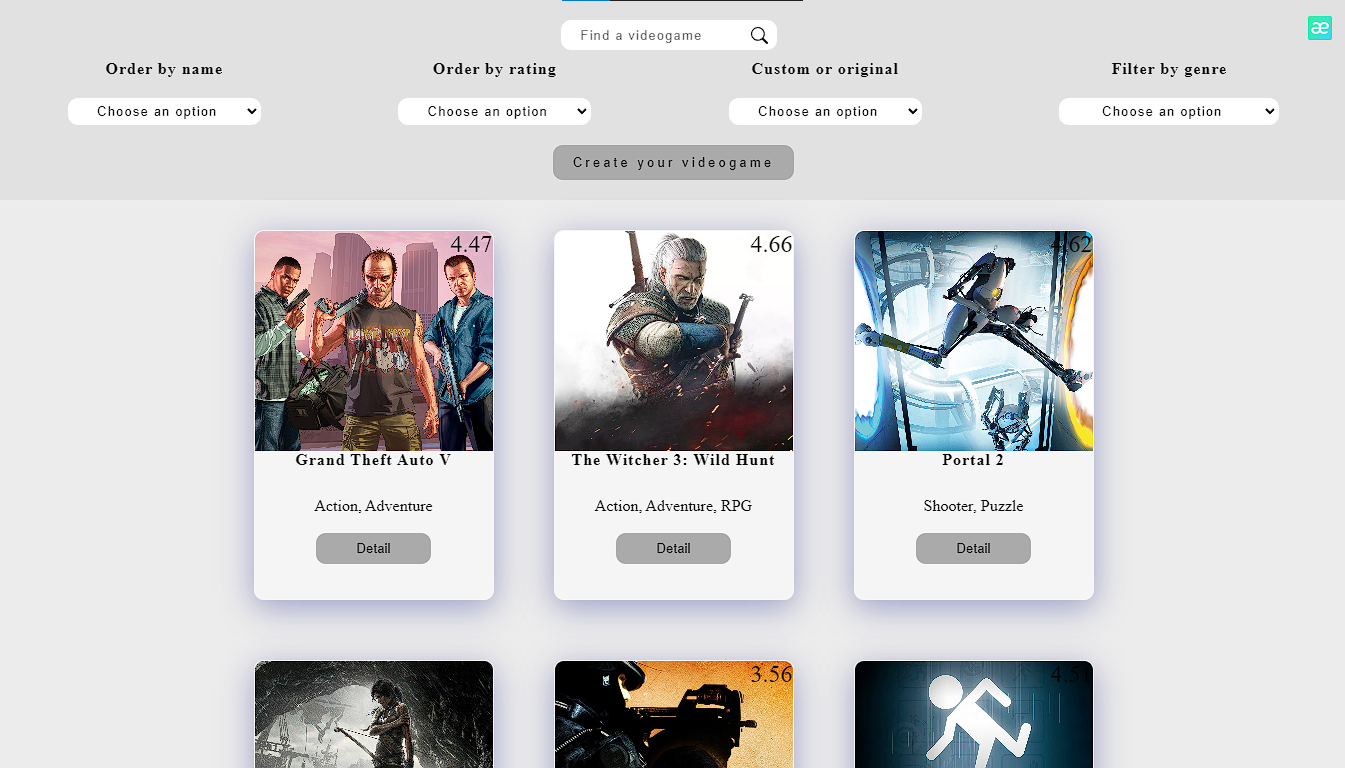 Find a videogame
æ
Order by name
Order by rating
Custom or original
Filter by genre
Choose an option
Choose an option
Choose an option
Choose an option
Create your videogame
4.47
4.66
4.62
Grand Theft Auto V
The Witcher 3: Wild Hunt
Portal 2
Action, Adventure
Action, Adventure, RPG
Shooter, Puzzle
Detail
Detail
Detail
3.56
4.51